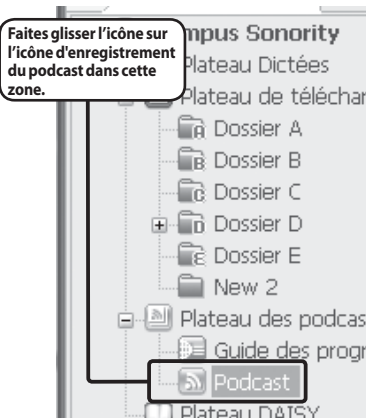 Faites glisser l'icône sur
l'icône d'enregistrement
du podcast dans cette
zone.
mpus Sonority
Plateau Dictées
Plateau de téléchar
Dossier A
Dossier B
Dossier C
Dossier D
Dossier E
New 2
Plateau des podcas
Guide des progr
Podcast
Plateau DAISY